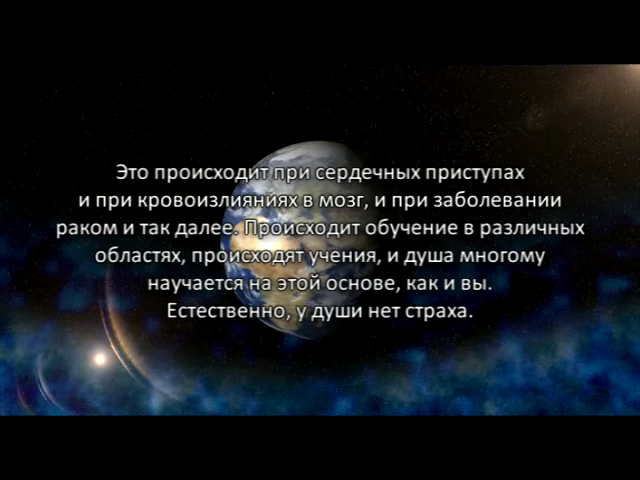 Это происходит при сердечных приступах
и при кровоизлияниях в мозг, и при заболевании
раком и так далее. Происходит обучение в различных
областях, происходят учения, и душа многому
научается на этой основе, как и вы.
Естественно, у души нет страха.